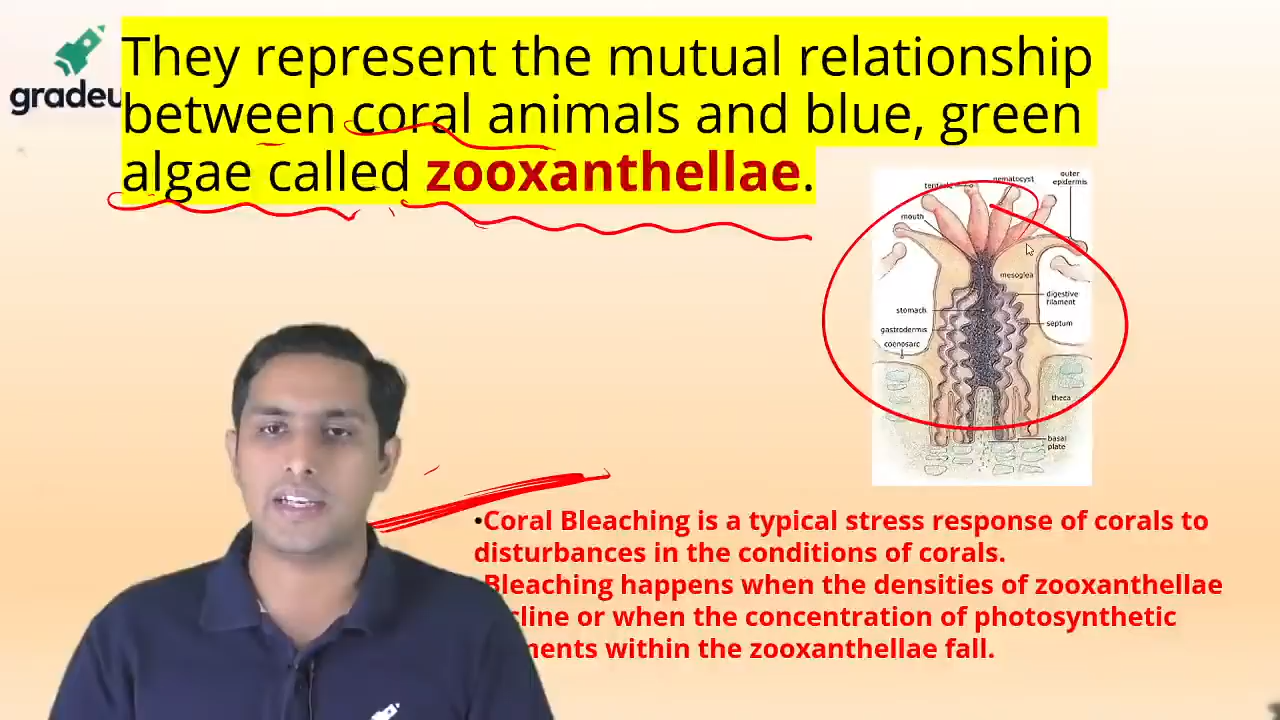 They represent the mutual relationship
between coral animals and blue, green
algae called zooxanthellae.
gradeu
nematocyst
outer
epidermis
mouth
mesoglea
digestive
filament
stomach
septum
gastrodermis
coenosarc
theca
basal
plate
•Coral Bleaching is a typical stress response of corals to
disturbances in the conditions of corals.
Bleaching happens when the densities of zooxanthellae
cline or when the concentration of photosynthetic
ments within the zooxanthellae fall.